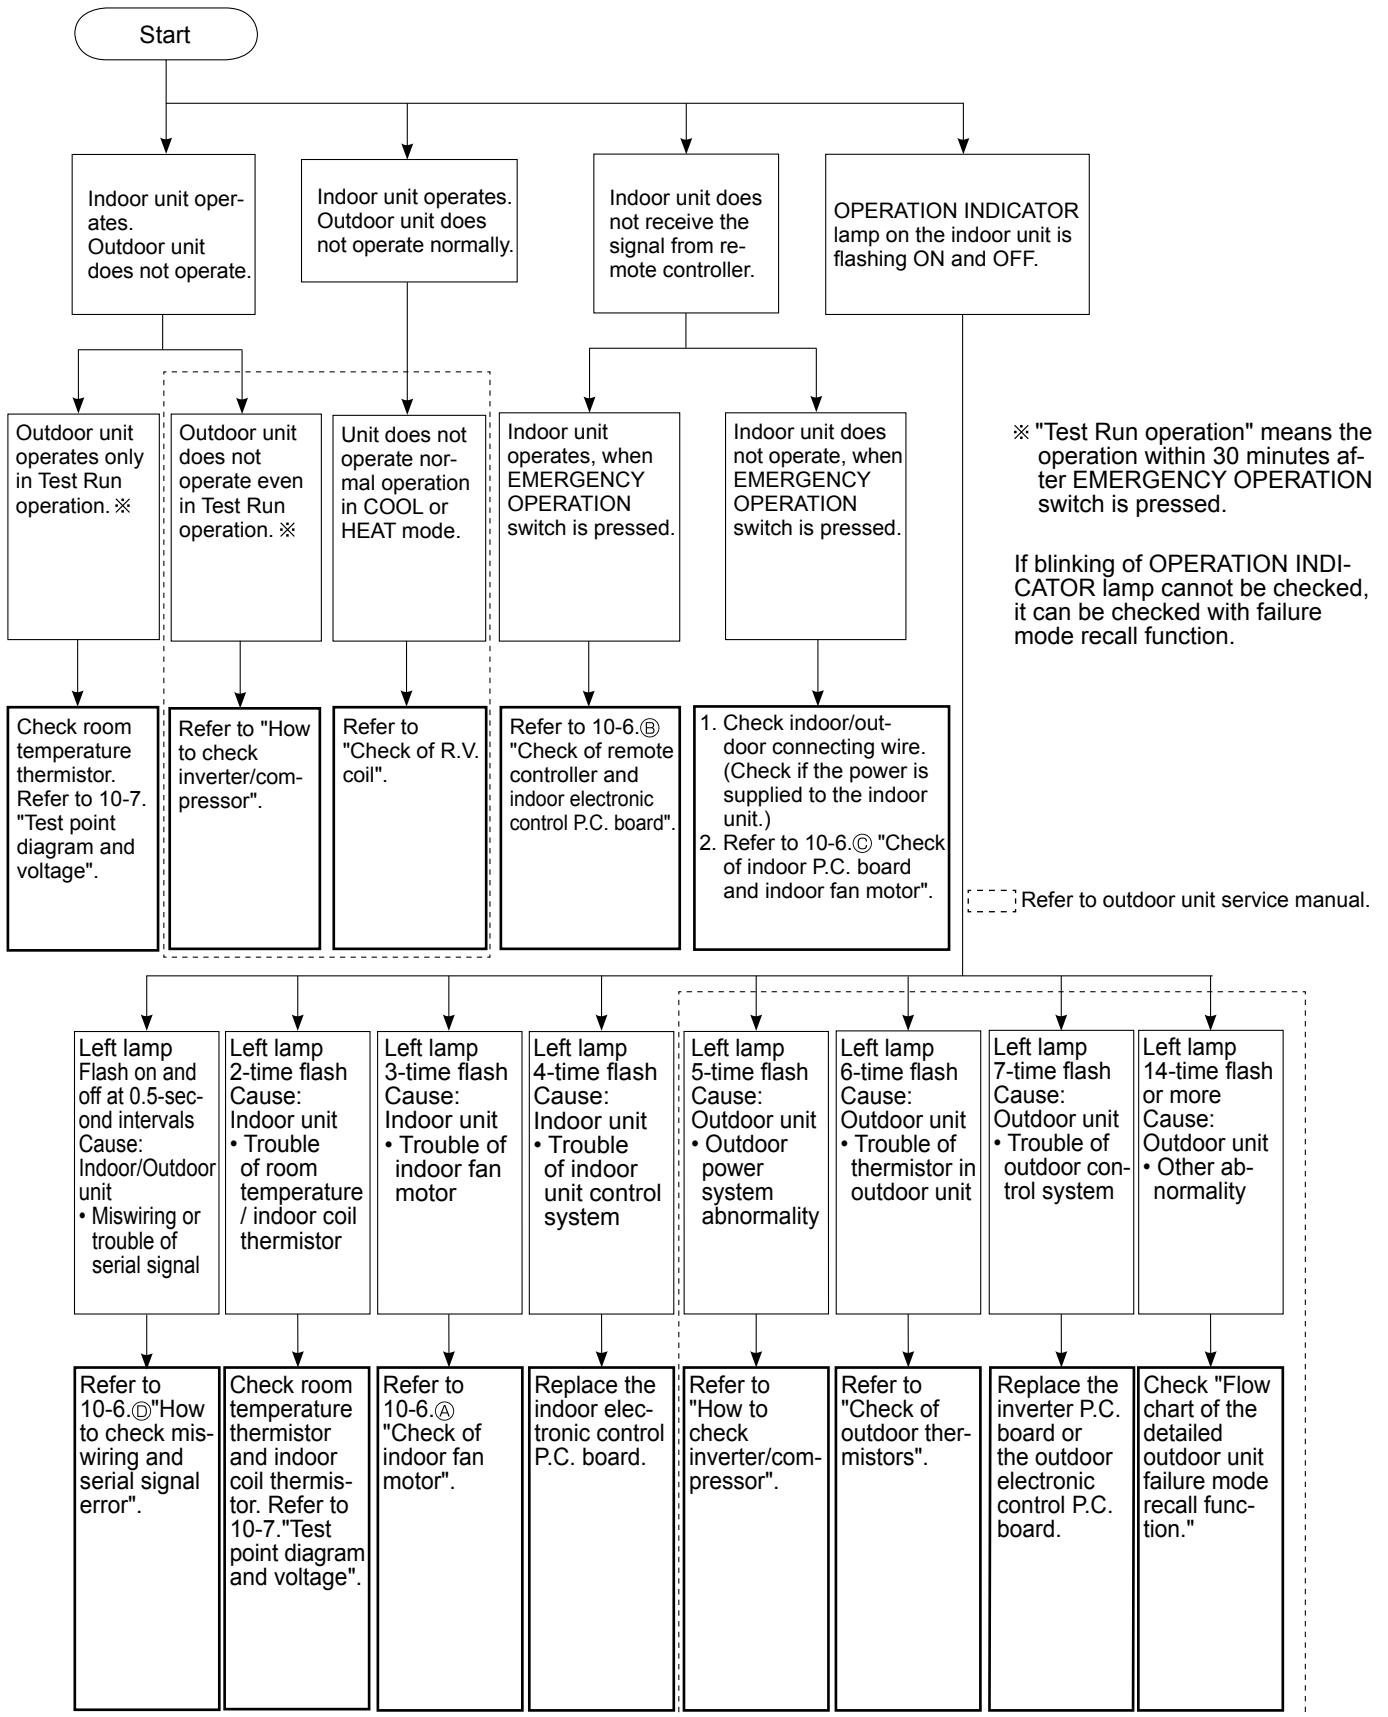 Start
Indoor unit oper-
ates.
Outdoor unit
does not operate.
Indoor unit operates.
Outdoor unit does
not operate normally.
Indoor unit does
not receive the
signal from re-
mote controller.
OPERATION INDICATOR
lamp on the indoor unit is
flashing ON and OFF.
Outdoor unit
operates only
in Test Run
operation. ※
Outdoor unit
does not
operate even
in Test Run
operation. ※
Unit does not
operate nor-
mal operation
in COOL or
HEAT mode.
Indoor unit
operates, when
EMERGENCY
OPERATION
switch is pressed.
Indoor unit does
not operate, when
EMERGENCY
OPERATION
switch is pressed.
※ "Test Run operation" means the
operation within 30 minutes af-
ter EMERGENCY OPERATION
switch is pressed.
If blinking of OPERATION INDI-
CATOR lamp cannot be checked,
it can be checked with failure
mode recall function.
Check room
temperature
thermistor.
Refer to 10-7.
"Test point
diagram and
voltage".
Refer to "How
to check
inverter/com-
pressor".
Refer to
"Check of R.V.
coil".
Refer to 10-6.Ⓑ
"Check of remote
controller and
indoor electronic
control P.C. board".
1. Check indoor/out-
door connecting wire.
(Check if the power is
supplied to the indoor
unit.)
2. Refer to 10-6.Ⓒ "Check
of indoor P.C. board
and indoor fan motor".
Refer to outdoor unit service manual.
Left lamp
Flash on and
off at 0.5-sec-
ond intervals
Cause:
Indoor/Outdoor
unit
• Miswiring or
trouble of
serial signal
Left lamp
2-time flash
Cause:
Indoor unit
• Trouble
of room
temperature
/ indoor coil
thermistor
Left lamp
3-time flash
Cause:
Indoor unit
• Trouble of
indoor fan
motor
Left lamp
4-time flash
Cause:
Indoor unit
• Trouble
of indoor
unit control
system
Left lamp
5-time flash
Cause:
Outdoor unit
• Outdoor
power
system
abnormality
Left lamp
6-time flash
Cause:
Outdoor unit
• Trouble of
thermistor in
outdoor unit
Left lamp
7-time flash
Cause:
Outdoor unit
• Trouble of
outdoor con-
trol system
Left lamp
14-time flash
or more
Cause:
Outdoor unit
• Other ab-
normality
Refer to
10-6.Ⓓ"How
to check mis-
wiring and
serial signal
error".
Check room
temperature
thermistor
and indoor
coil thermis-
tor. Refer to
10-7."Test
point diagram
and voltage".
Refer to
10-6.Ⓐ
"Check of
indoor fan
motor".
Replace the
indoor elec-
tronic control
P.C. board.
Refer to
"How to
check
inverter/com-
pressor".
Refer to
"Check of
outdoor ther-
mistors".
Replace the
inverter P.C.
board or
the outdoor
electronic
control P.C.
board.
Check "Flow
chart of the
detailed
outdoor unit
failure mode
recall func-
tion."